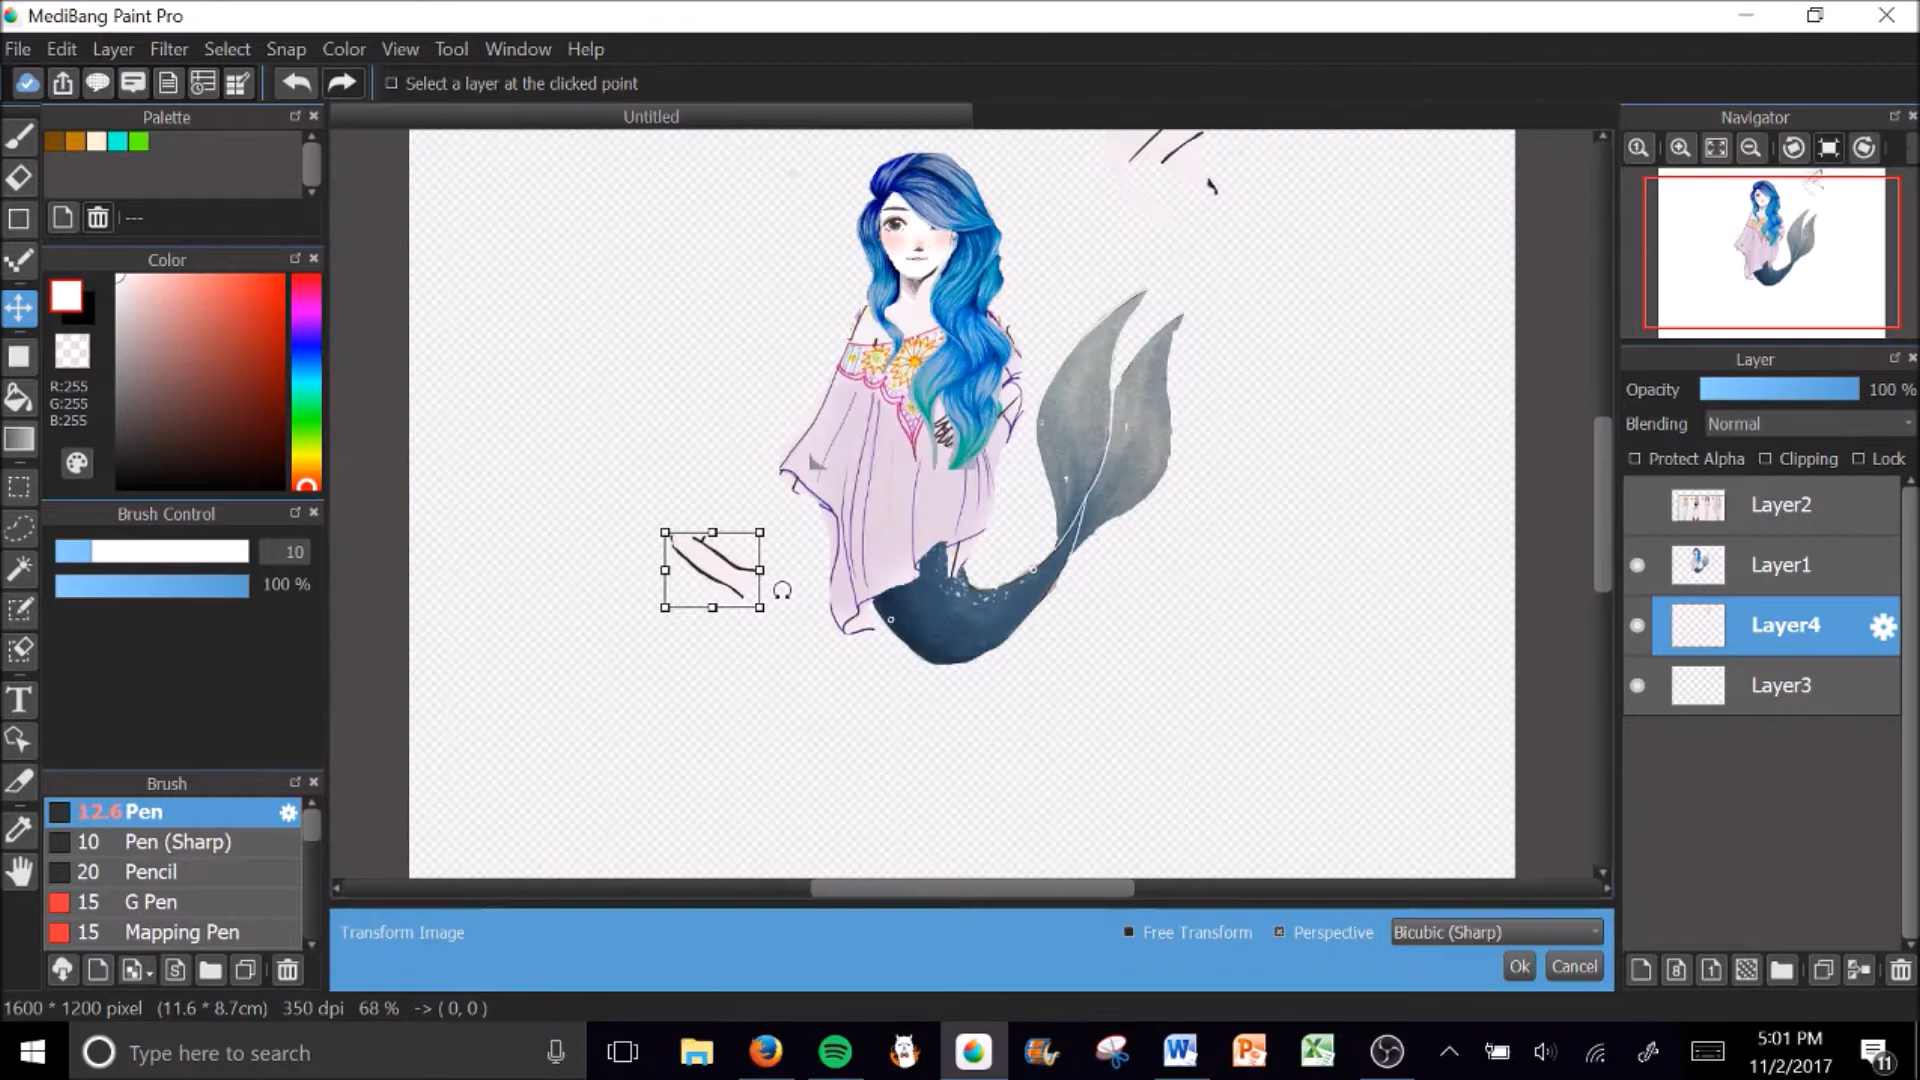 MediBang Paint Pro
File Edit Layer Filter Select Snap Color View Tool Window Help
Select a layer at the clicked point
Palette
Untitled
Navigator
---
Color
R:255
G:255
B:255
Layer
Opacity 100 %
Blending Normal
Protect Alpha Clipping Lock
Layer2
Layer1
Layer4
Layer3
Brush Control
10
100 %
Brush
12.6 Pen
10 Pen (Sharp)
20 Pencil
15 G Pen
15 Mapping Pen
Transform Image Free Transform Perspective Bicubic (Sharp)
Ok Cancel
1600 * 1200 pixel (11.6 * 8.7cm) 350 dpi 68 % -> ( 0, 0 )
Type here to search
5:01 PM
11/2/2017
11